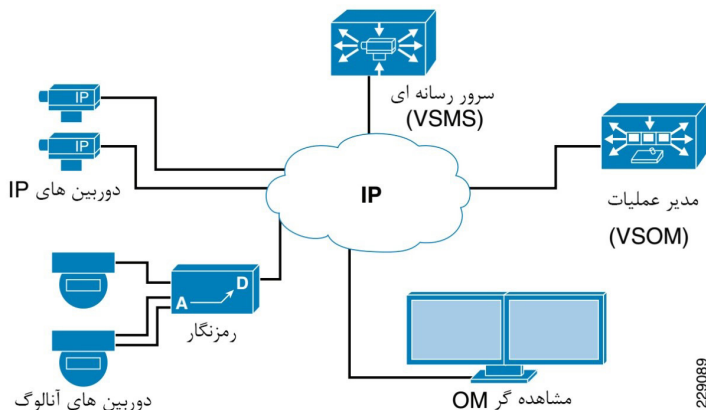 سرور رسانه ای
(VSMS)
IP
IP
دوربین های IP
IP
مدیر عملیات
(VSOM)
D
A
رمزنگار
دوربین های آنالوگ
مشاهده گر OM
229089